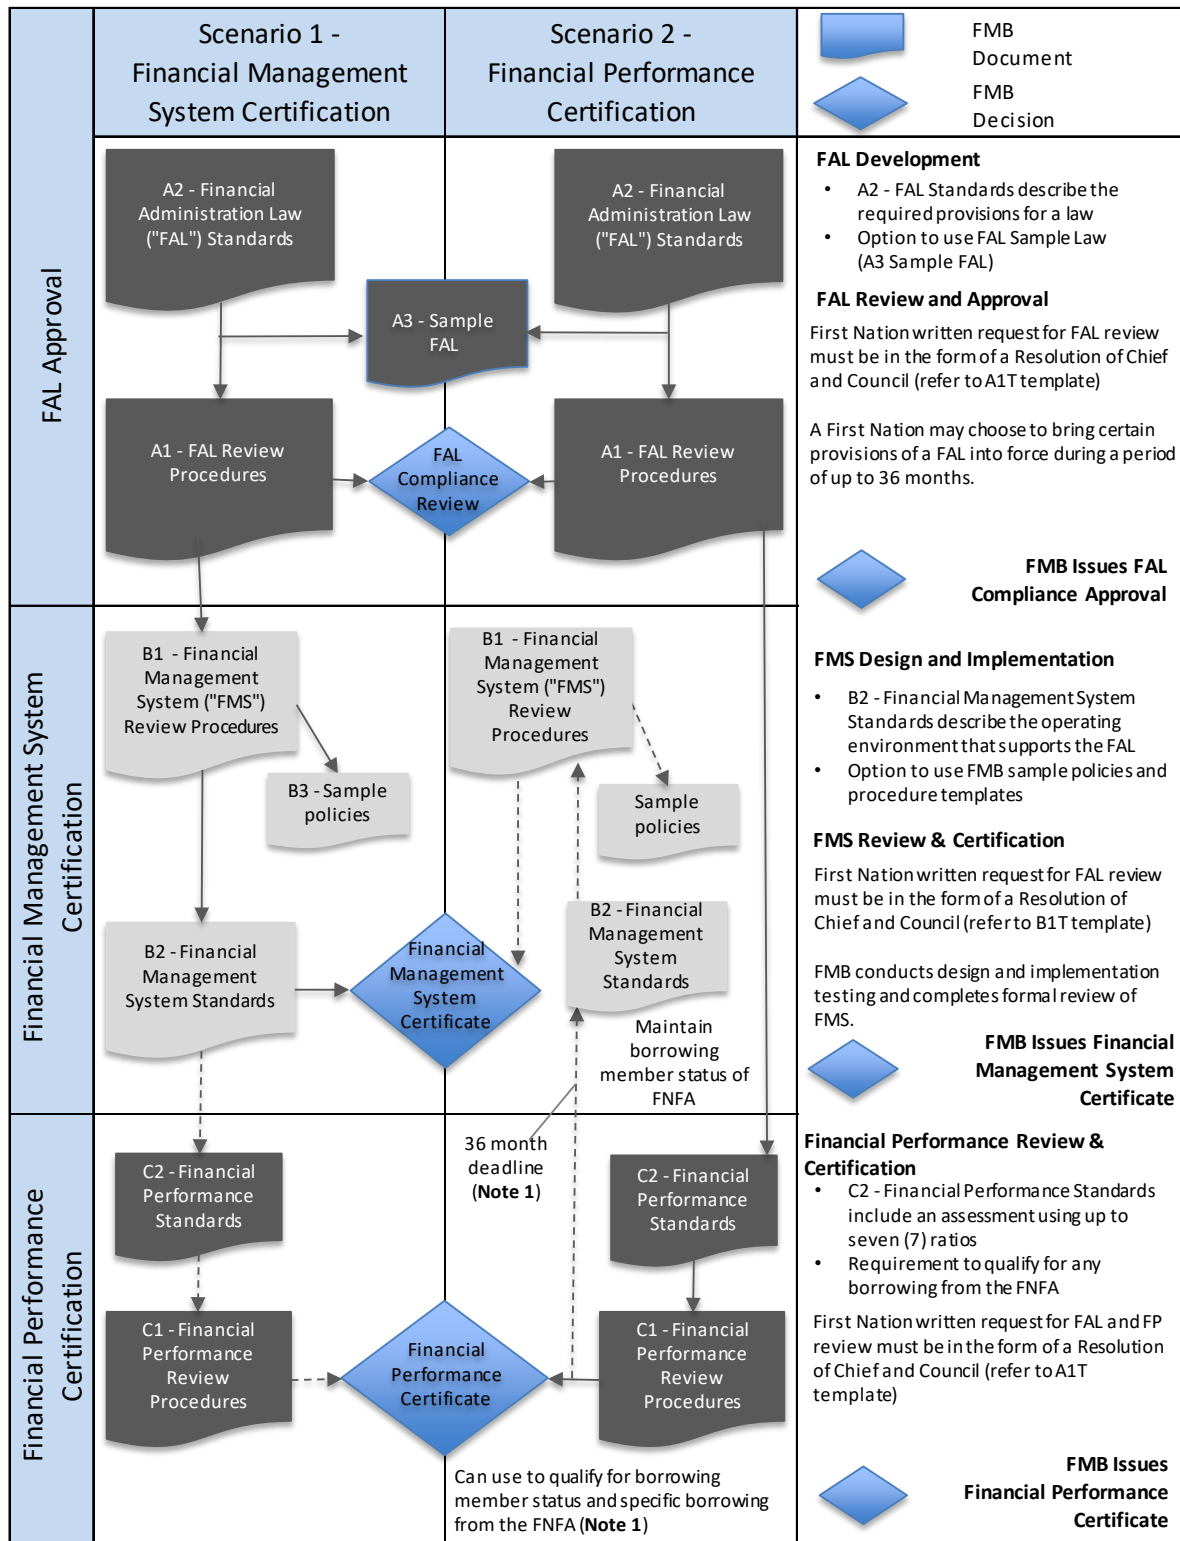 Scenario 1 -
Financial Management
System Certification
Scenario 2 -
Financial Performance
Certification
FMB
Document
FMB
Decision
FAL Approval
A2 - Financial
Administration Law
("FAL") Standards
A2 - Financial
Administration Law
("FAL") Standards
A3 - Sample
FAL
A1 - FAL Review
Procedures
FAL
Compliance
Review
A1 - FAL Review
Procedures
FAL Development
• A2 - FAL Standards describe the
required provisions for a law
• Option to use FAL Sample Law
(A3 Sample FAL)
FAL Review and Approval
First Nation written request for FAL review
must be in the form of a Resolution of Chief
and Council (refer to A1T template)
A First Nation may choose to bring certain
provisions of a FAL into force during a period
of up to 36 months.
FMB Issues FAL
Compliance Approval
Financial Management System
Certification
B1 - Financial
Management
System ("FMS")
Review Procedures
B3 - Sample
policies
B2 - Financial
Management
System Standards
Financial
Management
System
Certificate
B1 - Financial
Management
System ("FMS")
Review
Procedures
Sample
policies
B2 - Financial
Management
System
Standards
Maintain
borrowing
member status of
FNFA
FMS Design and Implementation
• B2 - Financial Management System
Standards describe the operating
environment that supports the FAL
• Option to use FMB sample policies and
procedure templates
FMS Review & Certification
First Nation written request for FAL review
must be in the form of a Resolution of
Chief and Council (refer to B1T template)
FMB conducts design and implementation
testing and completes formal review of
FMS.
FMB Issues Financial
Management System
Certificate
Financial Performance
Certification
C2 - Financial
Performance
Standards
C1 - Financial
Performance
Review
Procedures
Financial
Performance
Certificate
36 month
deadline
(Note 1)
C2 - Financial
Performance
Standards
C1 - Financial
Performance
Review
Procedures
Can use to qualify for borrowing
member status and specific borrowing
from the FNFA (Note 1)
Financial Performance Review &
Certification
• C2 - Financial Performance Standards
include an assessment using up to
seven (7) ratios
• Requirement to qualify for any
borrowing from the FNFA
First Nation written request for FAL and FP
review must be in the form of a Resolution
of Chief and Council (refer to A1T
template)
FMB Issues
Financial Performance
Certificate